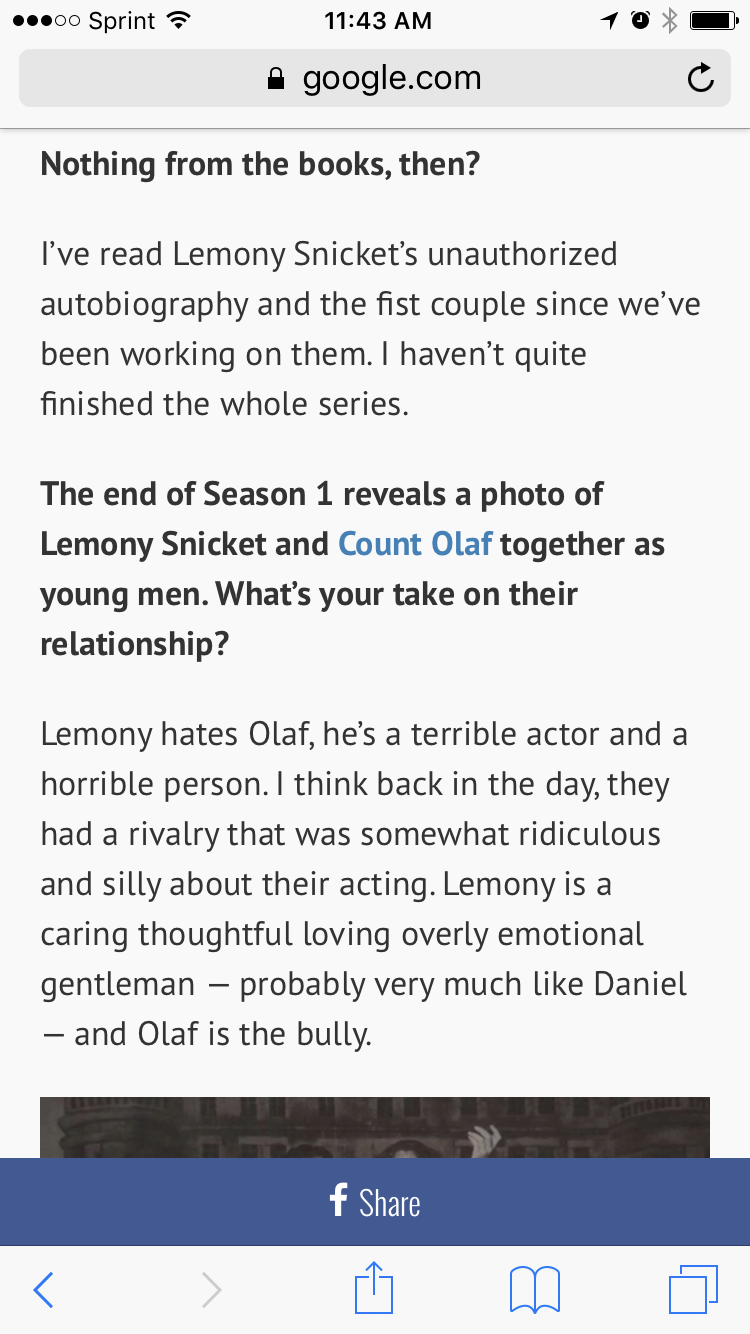 Sprint 11:43 AM
google.com
Nothing from the books, then?
I’ve read Lemony Snicket’s unauthorized
autobiography and the fist couple since we’ve
been working on them. I haven’t quite
finished the whole series.
The end of Season 1 reveals a photo of
Lemony Snicket and Count Olaf together as
young men. What’s your take on their
relationship?
Lemony hates Olaf, he’s a terrible actor and a
horrible person. I think back in the day, they
had a rivalry that was somewhat ridiculous
and silly about their acting. Lemony is a
caring thoughtful loving overly emotional
gentleman — probably very much like Daniel
— and Olaf is the bully.
f Share